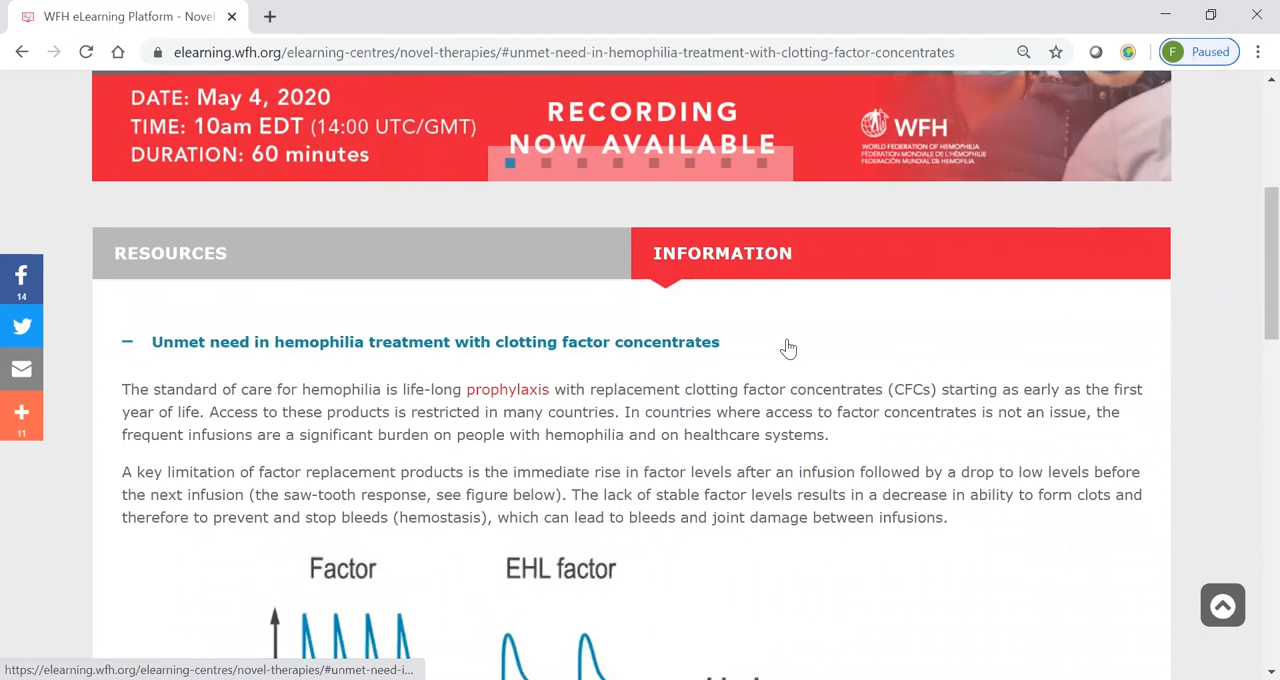 WFH eLearning Platform - Novel
elearning.wfh.org/elearning-centres/novel-therapies/#unmet-need-in-hemophilia-treatment-with-clotting-factor-concentrates
F Paused
DATE: May 4, 2020
TIME: 10am EDT (14:00 UTC/GMT)
DURATION: 60 minutes
RECORDING
NOW AVAILABLE
WFH
WORLD FEDERATION OF HEMOPHILIA
FÉDÉRATION MONDIALE DE L'HÉMOPHILIE
FEDERACIÓN MUNDIAL DE HEMOFILIA
14
11
RESOURCES
INFORMATION
− Unmet need in hemophilia treatment with clotting factor concentrates
The standard of care for hemophilia is life-long prophylaxis with replacement clotting factor concentrates (CFCs) starting as early as the first
year of life. Access to these products is restricted in many countries. In countries where access to factor concentrates is not an issue, the
frequent infusions are a significant burden on people with hemophilia and on healthcare systems.
A key limitation of factor replacement products is the immediate rise in factor levels after an infusion followed by a drop to low levels before
the next infusion (the saw-tooth response, see figure below). The lack of stable factor levels results in a decrease in ability to form clots and
therefore to prevent and stop bleeds (hemostasis), which can lead to bleeds and joint damage between infusions.
Factor
EHL factor
https://elearning.wfh.org/elearning-centres/novel-therapies/#unmet-need-i...